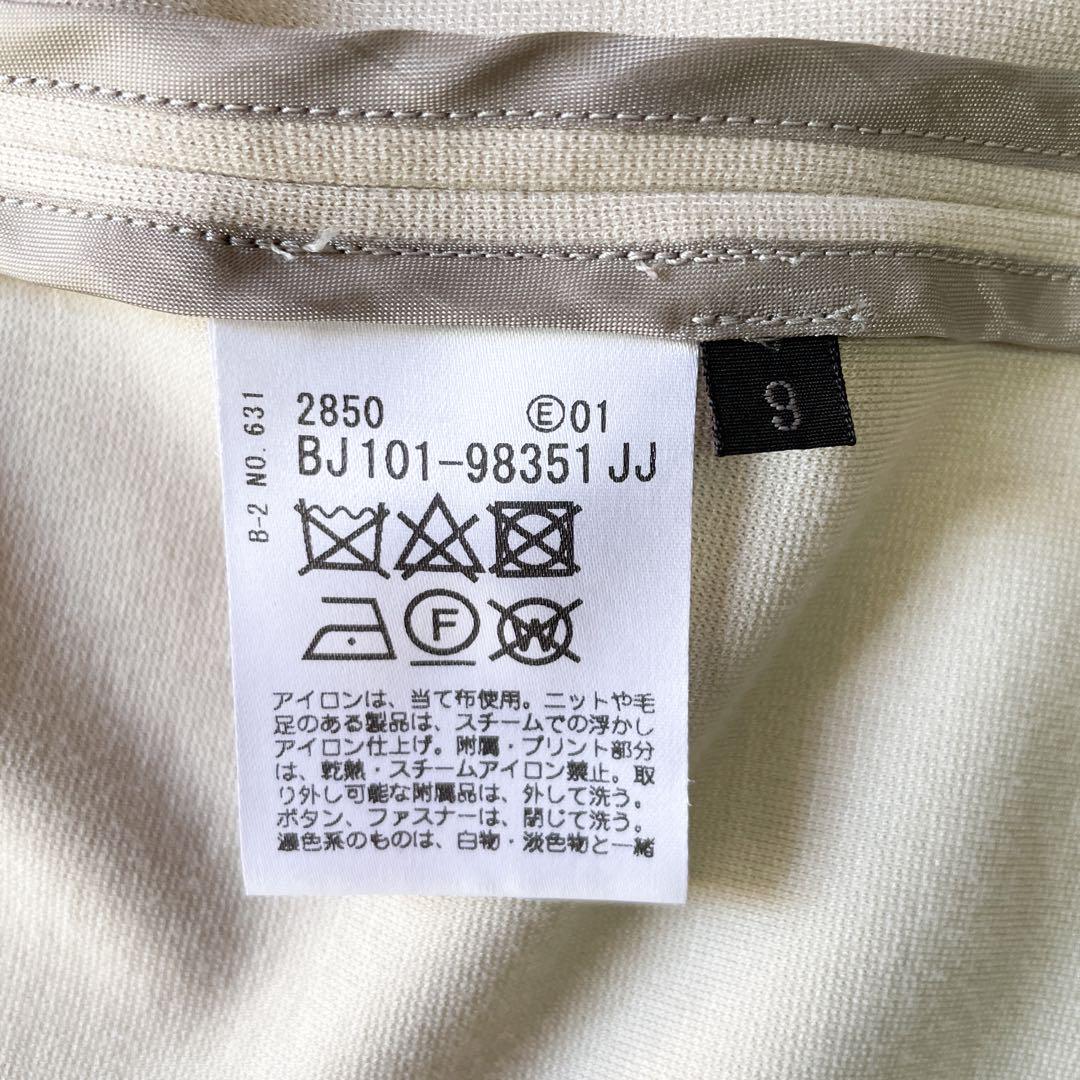 2850 Ⓔ01
BJ101-98351 JJ
B-2 NO. 631
9
F
W
アイロンは、当て布使用。ニットや毛
足のある製品は、スチームでの浮かし
アイロン仕上げ。附属・プリント部分
は、乾熱・スチームアイロン禁止。取
り外し可能な附属品は、外して洗う。
ボタン、ファスナーは、閉じて洗う。
濃色系のものは、白物・淡色物と一緒